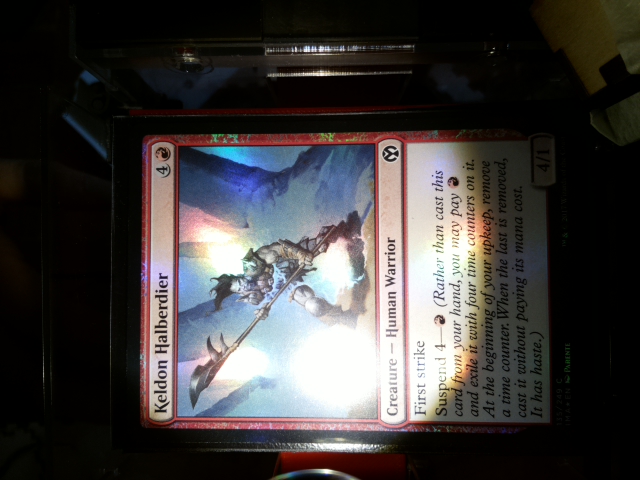 Keldon Halberdier 4
Creature — Human Warrior
First strike
Suspend 4— (Rather than cast this
card from your hand, you may pay
and exile it with four time counters on it.
At the beginning of your upkeep, remove
a time counter. When the last is removed,
cast it without paying its mana cost.
It has haste.)
4/1